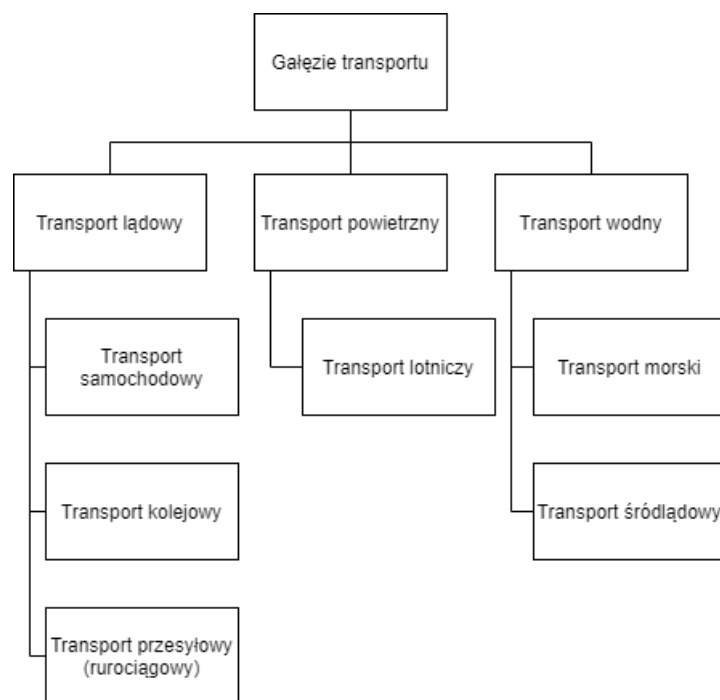 Gałęzie transportu
Transport lądowy
Transport powietrzny
Transport wodny
Transport
samochodowy
Transport lotniczy
Transport morski
Transport kolejowy
Transport śródlądowy
Transport przesyłowy
(rurociągowy)